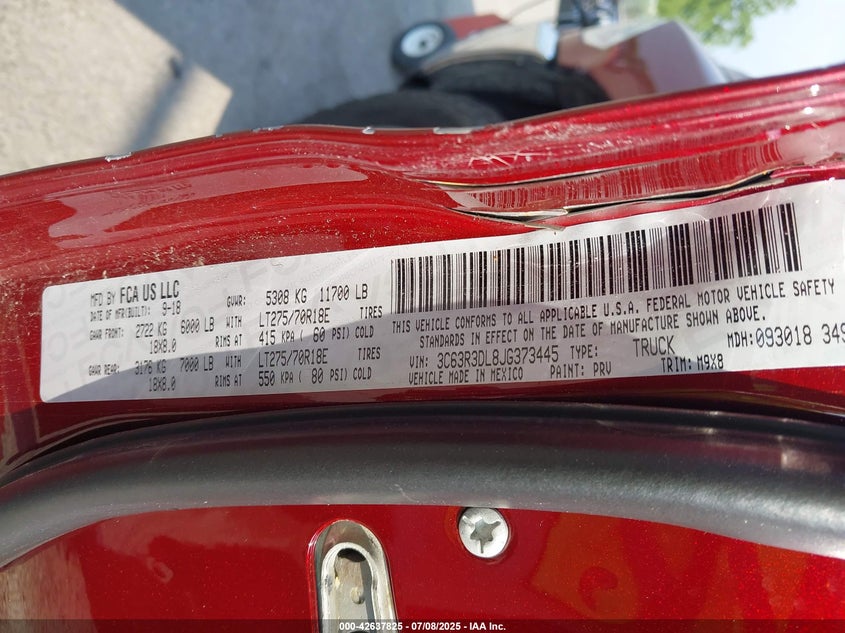 MFD BY FCA US LLC GVWR: 5308 KG 11700 LB
DATE OF MFR(BUILT): 9-18
GAWR FRONT: 2722 KG 6000 LB WITH LT275/70R18E TIRES
18X8.0 RIMS AT 415 KPA ( 60 PSI) COLD
GAWR REAR: 3176 KG 7000 LB WITH LT275/70R18E TIRES
18X8.0 RIMS AT 550 KPA ( 80 PSI) COLD
THIS VEHICLE CONFORMS TO ALL APPLICABLE U.S.A. FEDERAL MOTOR VEHICLE SAFETY
STANDARDS IN EFFECT ON THE DATE OF MANUFACTURE SHOWN ABOVE.
MDH: 093018 349
VIN: 3C63R3DL8JG373445 TYPE: TRUCK
VEHICLE MADE IN MEXICO PAINT: PRV TRIM: M9X8
000-42637825 07/08/2025 - IAA Inc.